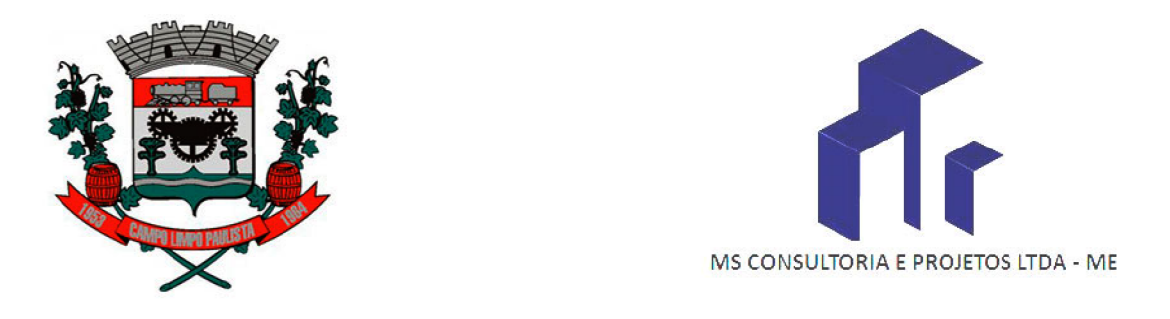 1953 CAMPO LIMPO PAULISTA 1964
MS CONSULTORIA E PROJETOS LTDA - ME